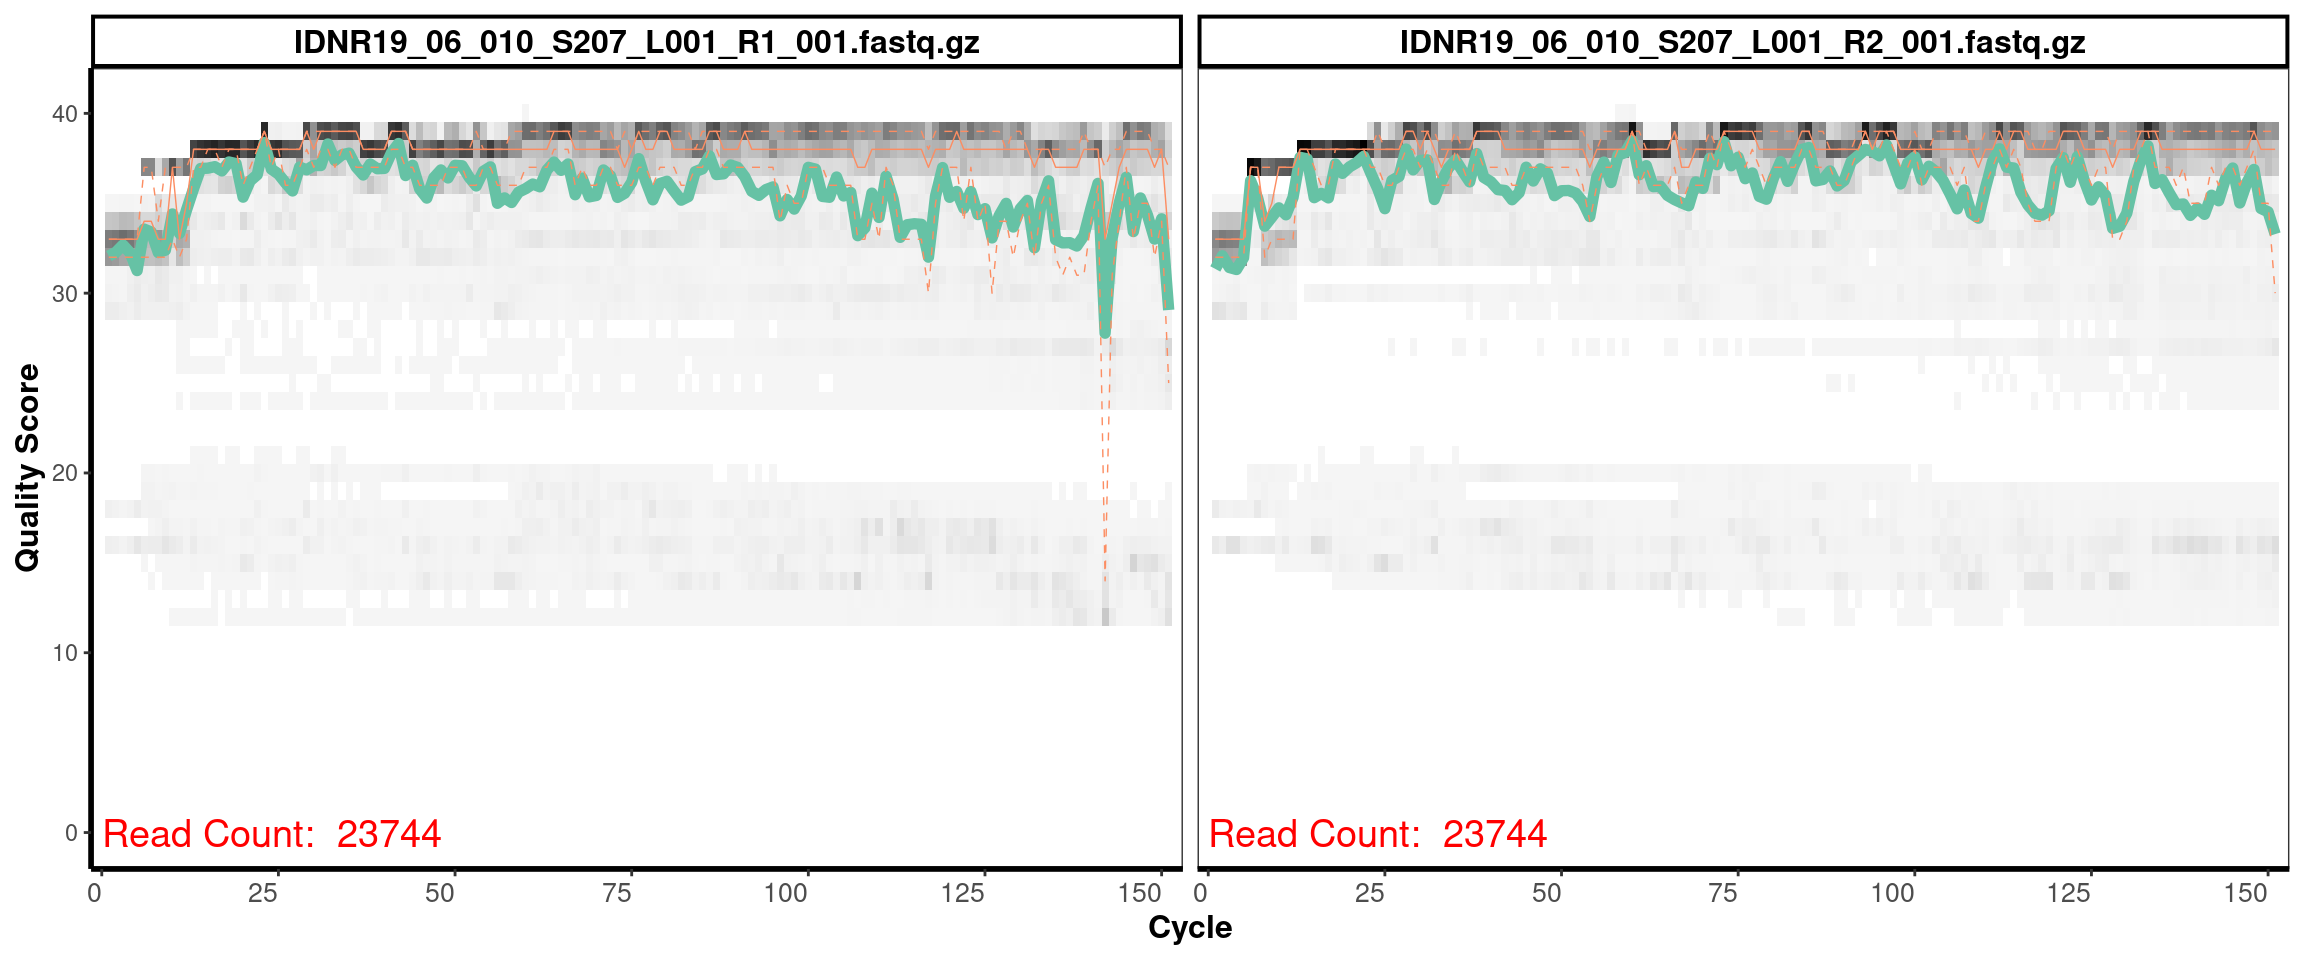 IDNR19_06_010_S207_L001_R1_001.fastq.gz
IDNR19_06_010_S207_L001_R2_001.fastq.gz
Quality Score
40
30
20
10
0
Read Count: 23744
Read Count: 23744
0 25 50 75 100 125 150
0 25 50 75 100 125 150
Cycle